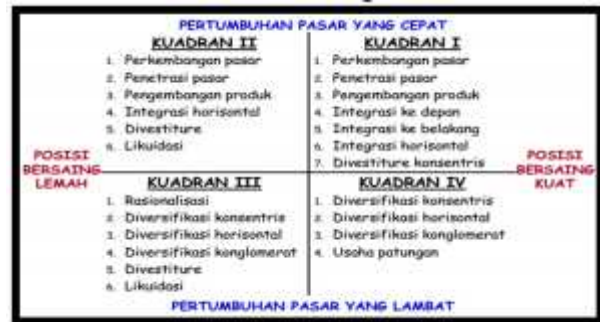 PERTUMBUHAN PASAR YANG CEPAT
KUADRAN II
1. Perkembangan pasar
2. Penetrasi pasar
3. Pengembangan produk
4. Integrasi horisontal
5. Divestiture
6. Likuidasi
KUADRAN I
1. Perkembangan pasar
2. Penetrasi pasar
3. Pengembangan produk
4. Integrasi ke depan
5. Integrasi ke belakang
6. Integrasi horisontal
7. Divestiture konsentris
POSISI
BERSAING
LEMAH
POSISI
BERSAING
KUAT
KUADRAN III
1. Rasionalisasi
2. Diversifikasi konsentris
3. Diversifikasi horisontal
4. Diversifikasi konglomerat
5. Divestiture
6. Likuidasi
KUADRAN IV
1. Diversifikasi konsentris
2. Diversifikasi horisontal
3. Diversifikasi konglomerat
4. Usaha patungan
PERTUMBUHAN PASAR YANG LAMBAT